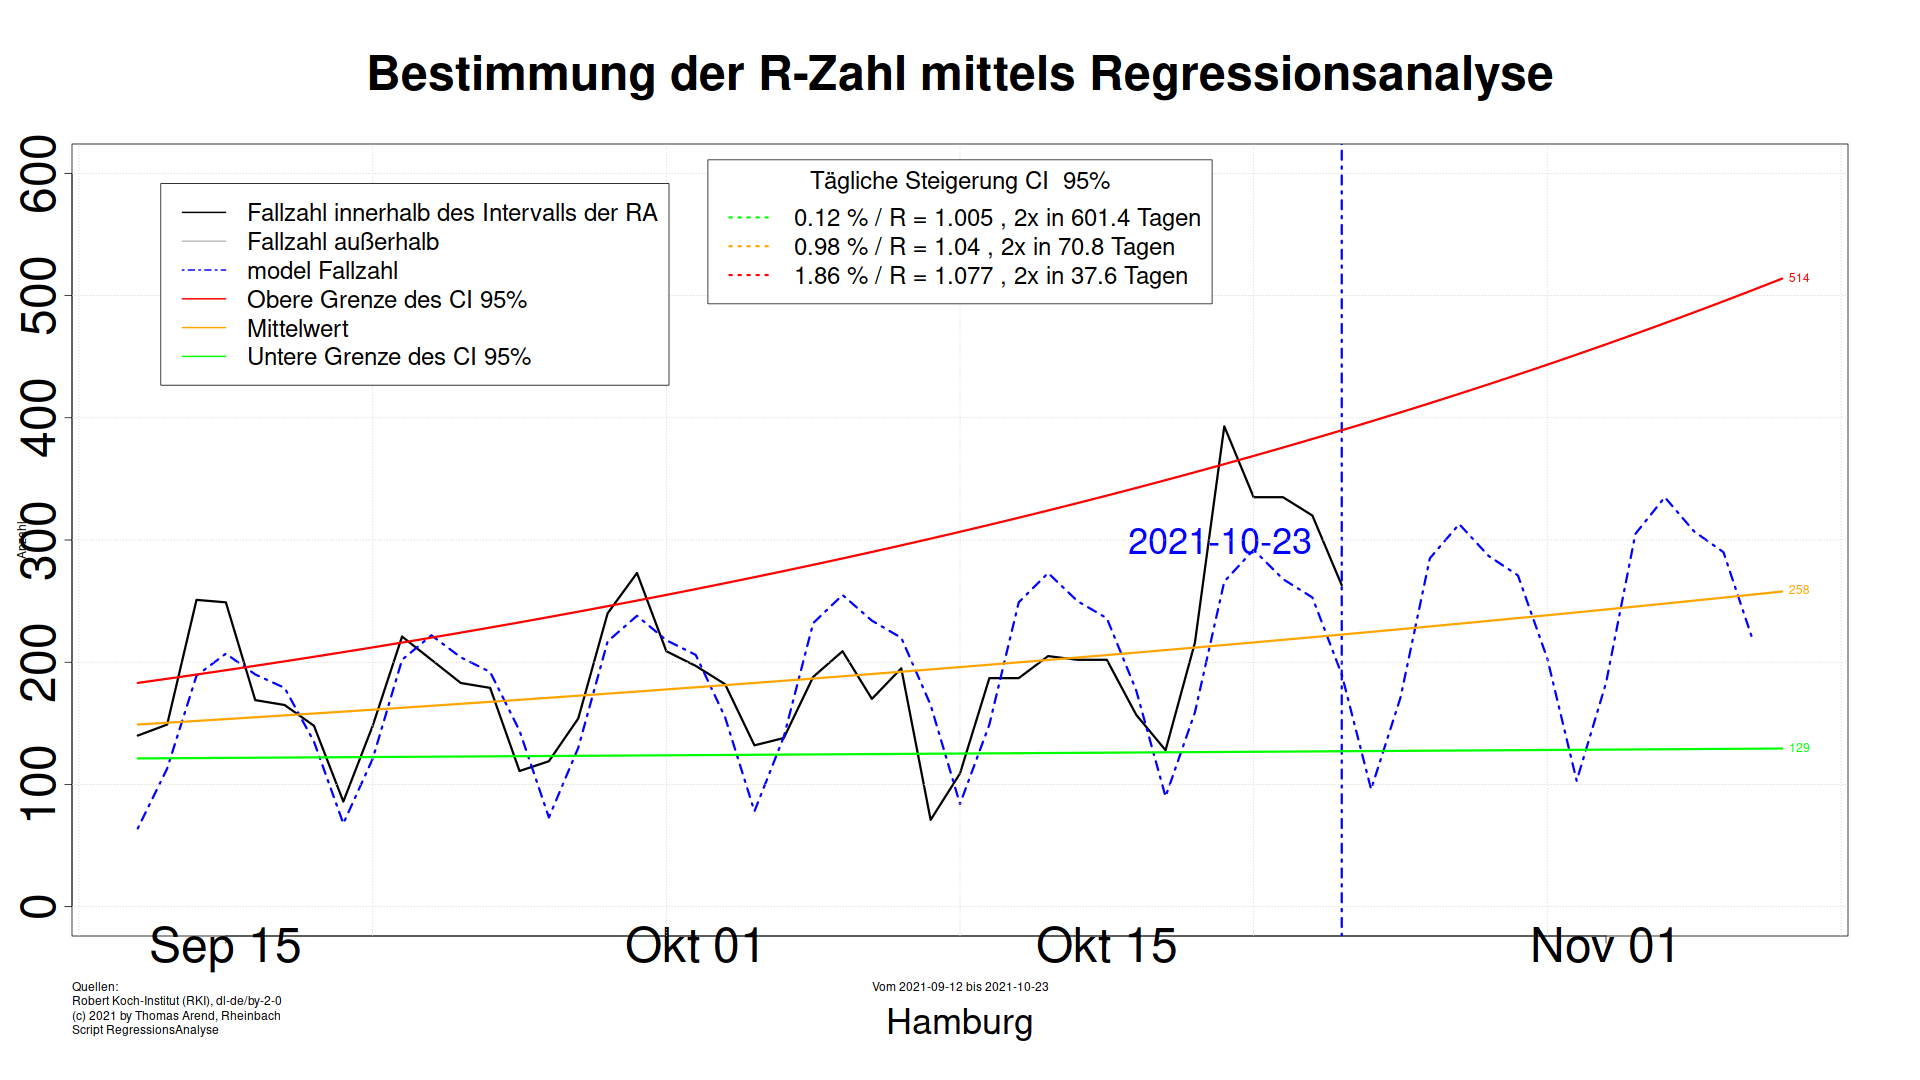 Bestimmung der R-Zahl mittels Regressionsanalyse
600
500
400
300
200
100
0
Anzahl
Fallzahl innerhalb des Intervalls der RA
Fallzahl außerhalb
model Fallzahl
Obere Grenze des CI 95%
Mittelwert
Untere Grenze des CI 95%
Tägliche Steigerung CI  95%
0.12 % / R = 1.005 , 2x in 601.4 Tagen
0.98 % / R = 1.04 , 2x in 70.8 Tagen
1.86 % / R = 1.077 , 2x in 37.6 Tagen
514
2021-10-23
258
129
Sep 15
Okt 01
Okt 15
Nov 01
Quellen:
Robert Koch-Institut (RKI), dl-de/by-2-0
(c) 2021 by Thomas Arend, Rheinbach
Script RegressionsAnalyse
Vom 2021-09-12 bis 2021-10-23
Hamburg